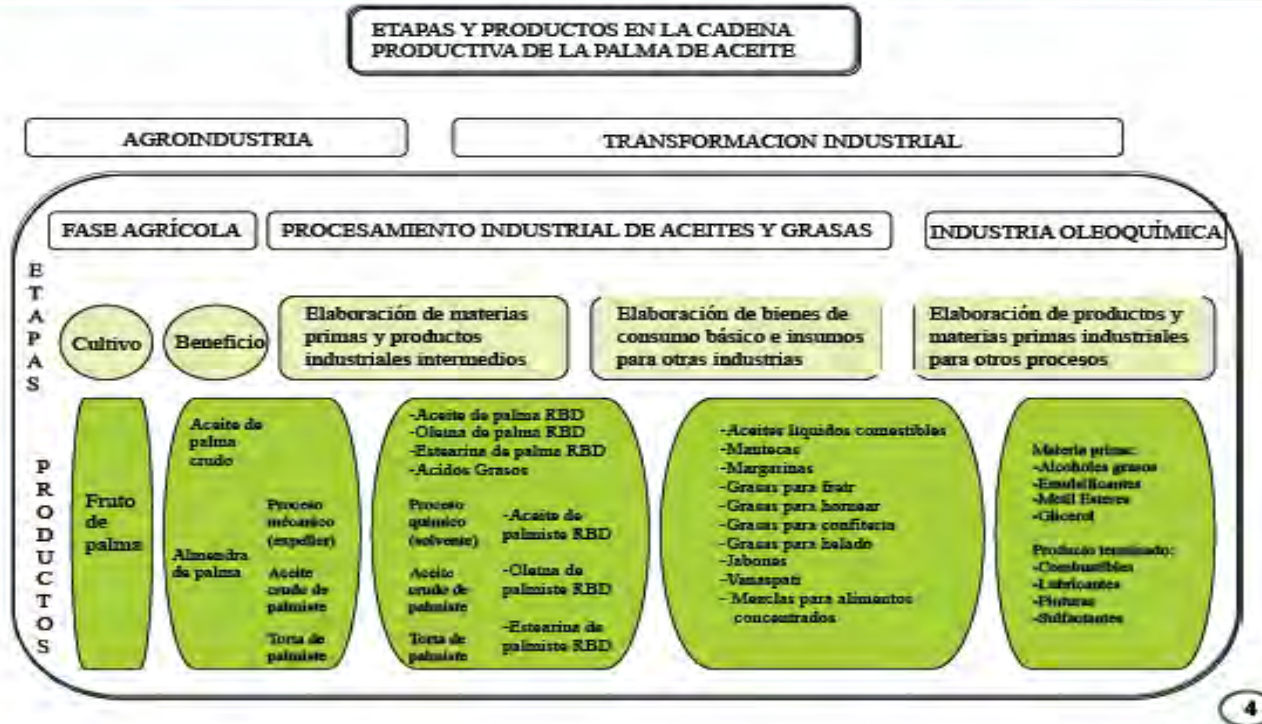 ETAPAS Y PRODUCTOS EN LA CADENA
PRODUCTIVA DE LA PALMA DE ACEITE
AGROINDUSTRIA
TRANSFORMACION INDUSTRIAL
FASE AGRÍCOLA
PROCESAMIENTO INDUSTRIAL DE ACEITES Y GRASAS
INDUSTRIA OLEOQUÍMICA
ETAPAS
Cultivo
Beneficio
Elaboración de materias
primas y productos
industriales intermedios
Elaboración de bienes de
consumo básico e insumos
para otras industrias
Elaboración de productos y
materias primas industriales
para otros procesos
PRODUCTOS
Fruto
de
palma
Aceite de
palma
crudo
Almendra
de palma
Proceso
mécanico
(expeller)
Aceite
crudo de
palmiste
Torta de
palmiste
-Aceite de palma RBD
-Oleina de palma RBD
-Estearina de palma RBD
-Acidos Grasos
Proceso
químico
(solvente)
Aceite
crudo de
palmiste
Torta de
palmiste
-Aceite de
palmiste RBD
-Oleina de
palmiste RBD
-Estearina de
palmiste RBD
-Aceites líquidos comestibles
-Mantecas
-Margarinas
-Grasas para freir
-Grasas para hornear
-Grasas para confitería
-Grasas para helado
-Jabones
-Vanaspati
- Mezclas para alimentos
concentrados
Materia prima:
-Alcoholes grasos
-Emulsificantes
-Metil Esteres
-Glicerol
Producto terminado:
-Combustibles
-Lubricantes
-Pinturas
-Sulfactantes
4